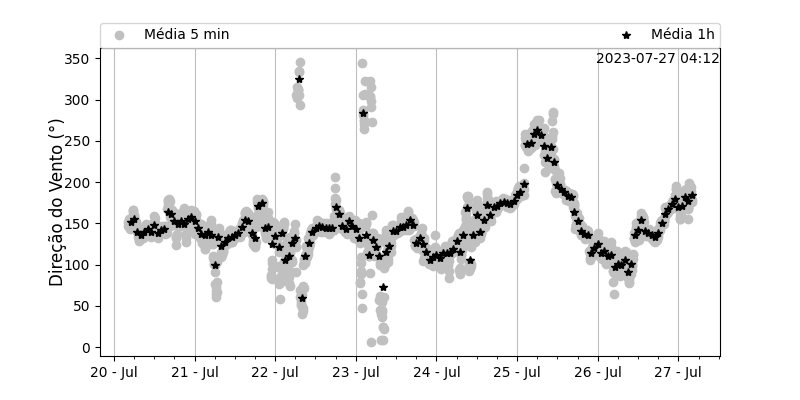 Média 5 min
Média 1h
2023-07-27 04:12
Direção do Vento (°)
350
300
250
200
150
100
50
0
20 - Jul
21 - Jul
22 - Jul
23 - Jul
24 - Jul
25 - Jul
26 - Jul
27 - Jul